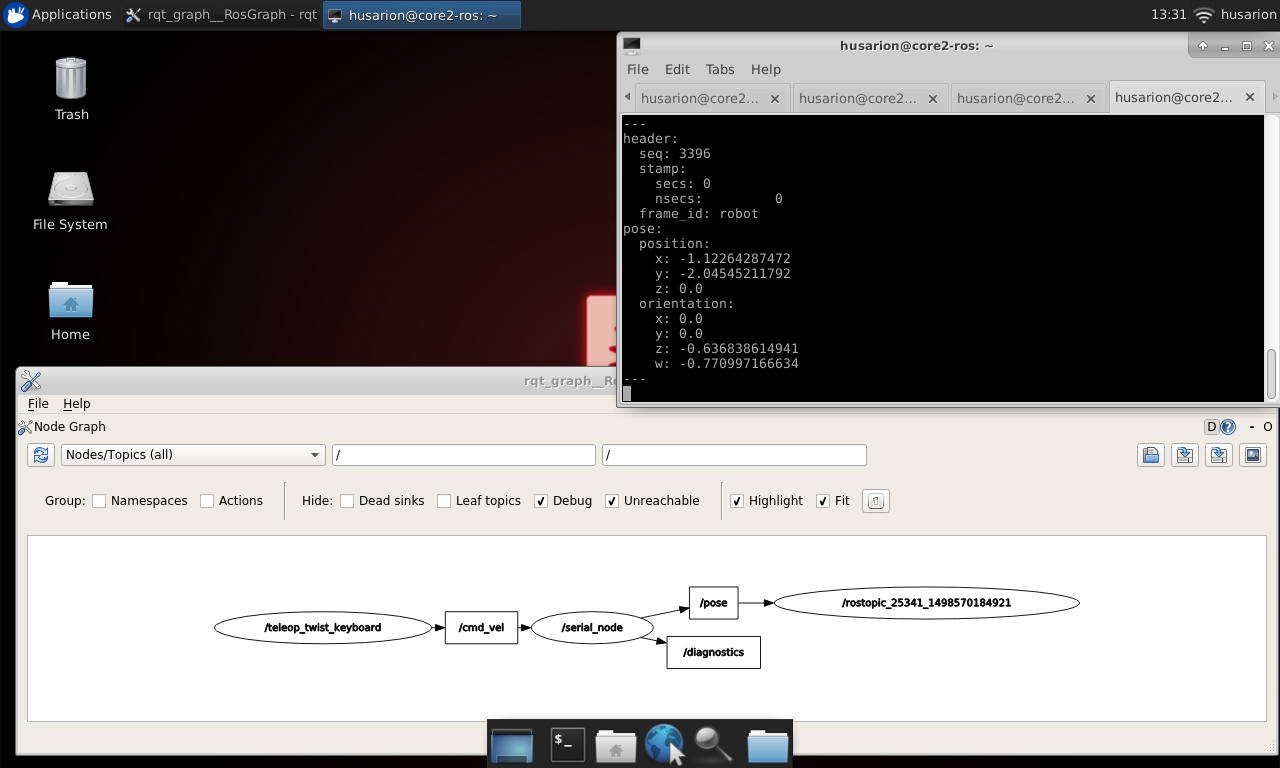 Applications
rqt_graph__RosGraph - rqt
husarion@core2-ros: ~
13:31
husarion
Trash
File System
Home
husarion@core2-ros: ~
File Edit Tabs Help
husarion@core2... husarion@core2... husarion@core2... husarion@core2...
---
header:
seq: 3396
stamp:
secs: 0
nsecs: 0
frame_id: robot
pose:
position:
x: -1.12264287472
y: -2.04545211792
z: 0.0
orientation:
x: 0.0
y: 0.0
z: -0.636838614941
w: -0.770997166634
---
rqt_graph__R
File Help
Node Graph
D ? - O
Nodes/Topics (all) / /
Group: Namespaces Actions Hide: Dead sinks Leaf topics Debug Unreachable Highlight Fit
/teleop_twist_keyboard
/cmd_vel
/serial_node
/pose
/rostopic_25341_1498570184921
/diagnostics
$_